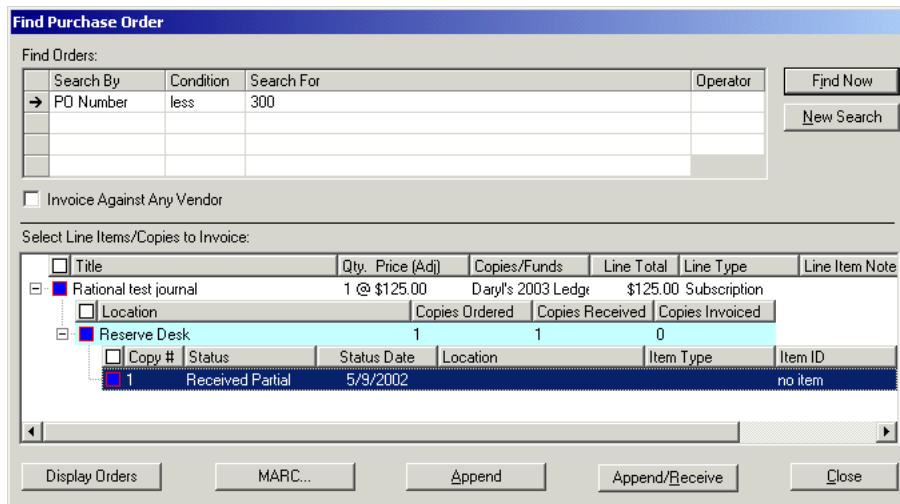 Find Purchase Order
Find Orders:
Search By Condition Search For Operator
PO Number less 300
Find Now
New Search
Invoice Against Any Vendor
Select Line Items/Copies to Invoice:
Title Qty. Price (Adj) Copies/Funds Line Total Line Type Line Item Note
Rational test journal 1 @ $125.00 Daryl's 2003 Ledge $125.00 Subscription
Location Copies Ordered Copies Received Copies Invoiced
Reserve Desk 1 1 0
Copy # Status Status Date Location Item Type Item ID
1 Received Partial 5/9/2002 no item
Display Orders MARC... Append Append/Receive Close